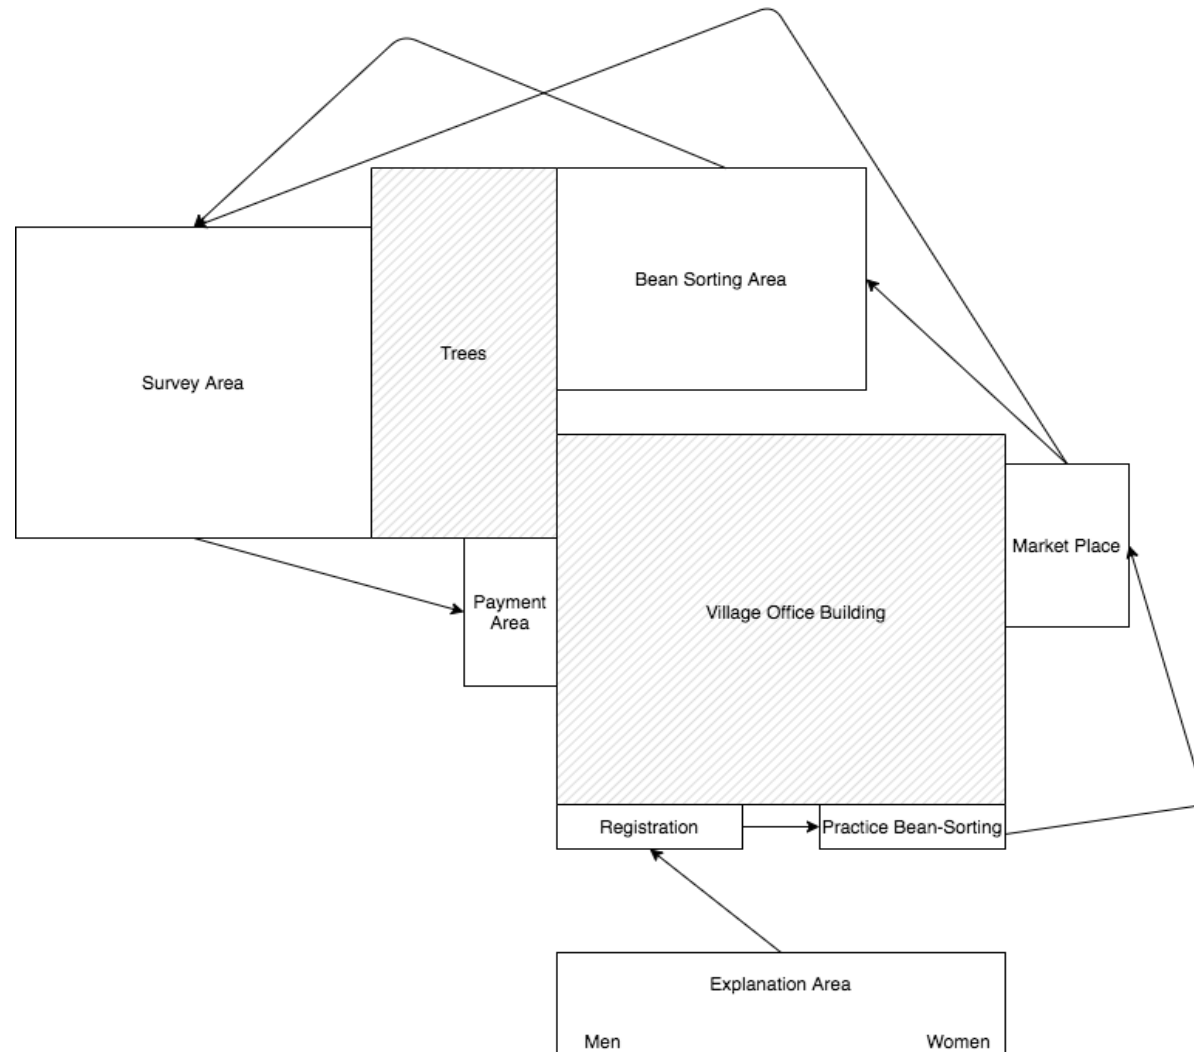 Bean Sorting Area
Trees
Survey Area
Market Place
Payment
Area
Village Office Building
Registration
Practice Bean-Sorting
Explanation Area
Men
Women